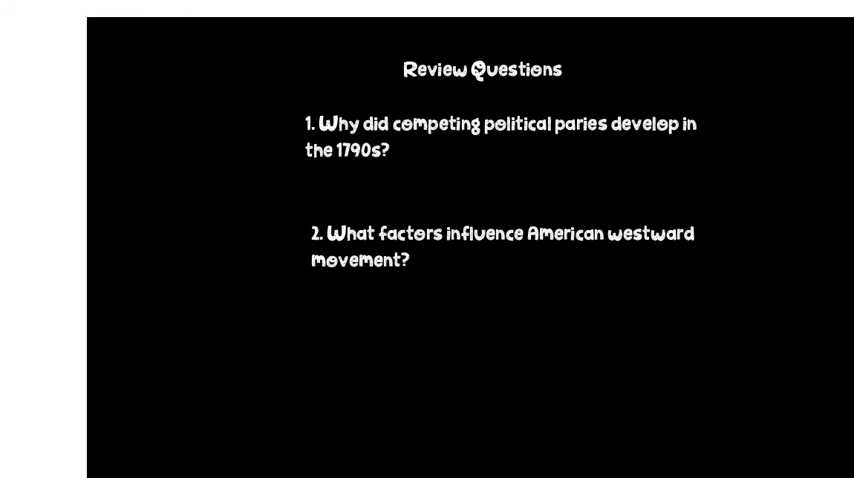 Review Questions
1. Why did competing political paries develop in
the 1790s?
2. What factors influence American westward
movement?